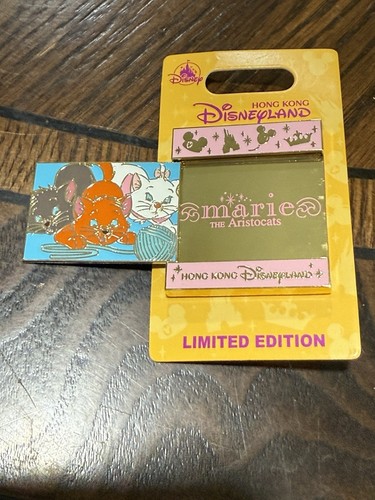 Disney
HONG KONG
DISNEYLAND
marie
THE Aristocats
HONG KONG DISNEYLAND
LIMITED EDITION